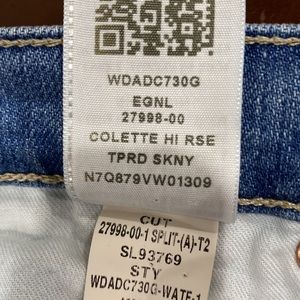 WDADC730G
EGNL
27998-00
COLETTE HI RSE
TPRD SKNY
N7Q879VW01309
CUT
27998-00-1 SPLIT-(A)-T2
SL93769
STY
WDADC730G-WATF-1